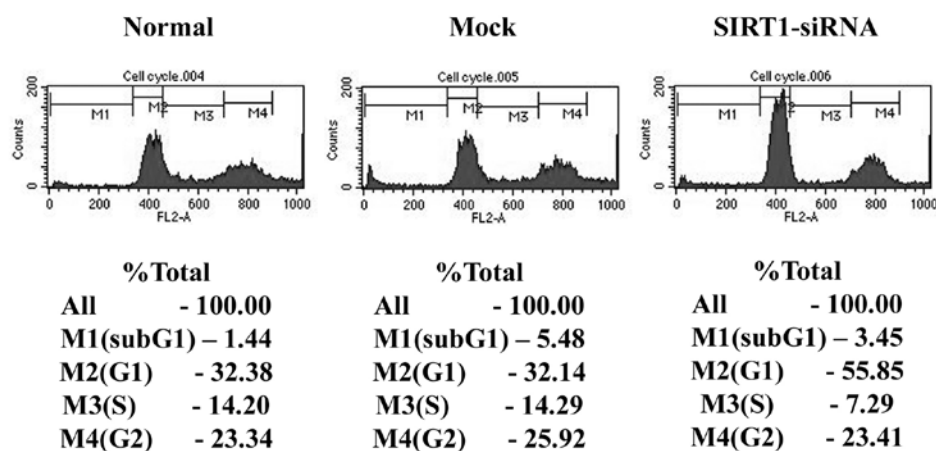 Normal
Cell cycle.004
200
Counts
0
M1
M2
M3
M4
0 200 400 600 800 1000
FL2-A
%Total
All - 100.00
M1(subG1) – 1.44
M2(G1) - 32.38
M3(S) - 14.20
M4(G2) - 23.34
Mock
Cell cycle.005
200
Counts
0
M1
M2
M3
M4
0 200 400 600 800 1000
FL2-A
%Total
All - 100.00
M1(subG1) – 5.48
M2(G1) - 32.14
M3(S) - 14.29
M4(G2) - 25.92
SIRT1-siRNA
Cell cycle.006
200
Counts
0
M1
2
M3
M4
0 200 400 600 800 1000
FL2-A
%Total
All - 100.00
M1(subG1) – 3.45
M2(G1) - 55.85
M3(S) - 7.29
M4(G2) - 23.41